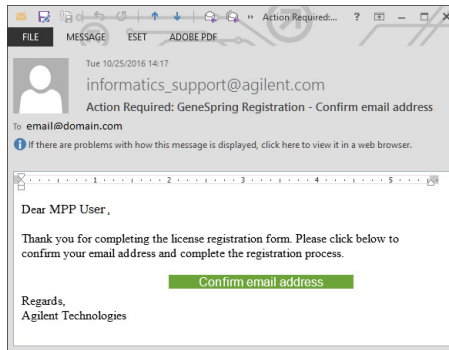 Action Required:... ?
FILE MESSAGE ESET ADOBE PDF
Tue 10/25/2016 14:17
informatics_support@agilent.com
Action Required: GeneSpring Registration - Confirm email address
To email@domain.com
If there are problems with how this message is displayed, click here to view it in a web browser.
1 2 3 4 5
Dear MPP User,
Thank you for completing the license registration form. Please click below to
confirm your email address and complete the registration process.
Confirm email address
Regards,
Agilent Technologies